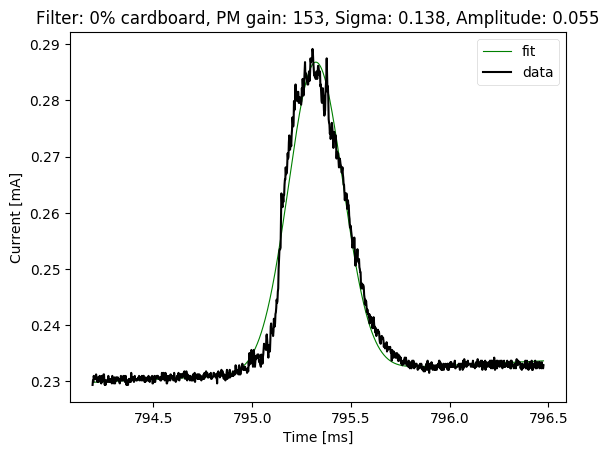 Filter: 0% cardboard, PM gain: 153, Sigma: 0.138, Amplitude: 0.055
fit
data
0.29
0.28
0.27
0.26
0.25
0.24
0.23
Current [mA]
794.5
795.0
795.5
796.0
796.5
Time [ms]